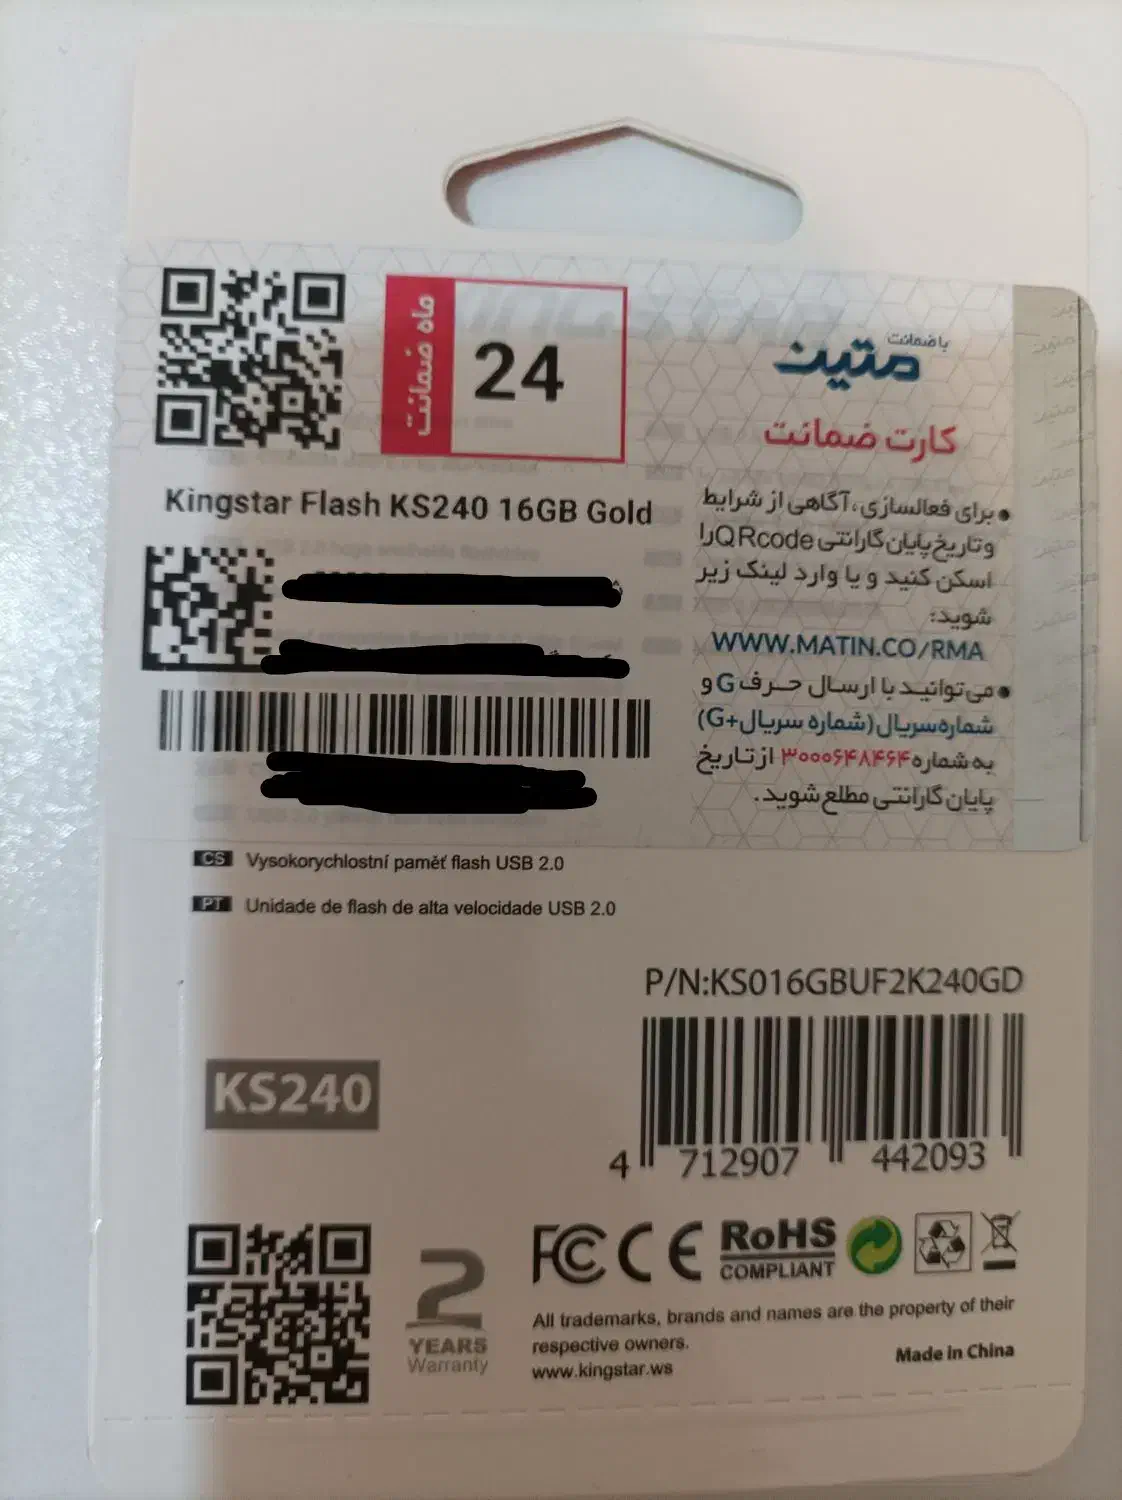 ماه ضمانت
24
با ضمانت
متین
کارت ضمانت
Kingstar Flash KS240 16GB Gold
• برای فعالسازی، آگاهی از شرایط
و تاریخ پایان گارانتی QRcode را
اسکن کنید و یا وارد لینک زیر
شوید:
WWW.MATIN.CO/RMA
• می‌توانید با ارسال حرف G و
شماره سریال (شماره سریال+G)
به شماره ۳۰۰۰۶۴۸۴۶۴ از تاریخ
پایان گارانتی مطلع شوید.
CS Vysokorychlostní paměť flash USB 2.0
PT Unidade de flash de alta velocidade USB 2.0
P/N:KS016GBUF2K240GD
KS240
4 712907 442093
2
YEARS
Warranty
FC CE RoHS
COMPLIANT
All trademarks, brands and names are the property of their
respective owners.
www.kingstar.ws
Made in China